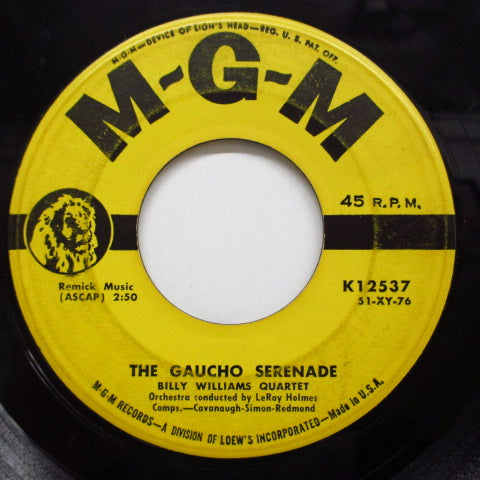 M-G-M—DEVICE OF LION'S HEAD—REG. U. S. PAT. OFF.
M-G-M
45 R.P.M.
Remick Music
(ASCAP) 2:50
K12537
51-XY-76
THE GAUCHO SERENADE
BILLY WILLIAMS QUARTET
Orchestra conducted by LeRoy Holmes
Comps.—Cavanaugh-Simon-Redmond
M-G-M RECORDS—A DIVISION OF LOEW'S INCORPORATED—Made in U.S.A.